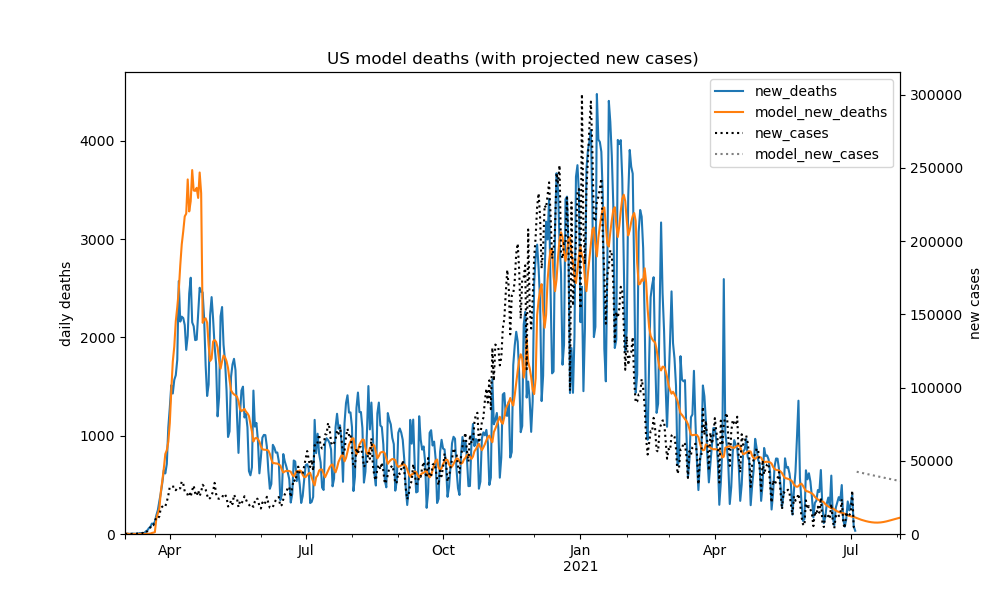 US model deaths (with projected new cases)
new_deaths
model_new_deaths
new_cases
model_new_cases
daily deaths
4000
3000
2000
1000
0
300000
250000
200000
150000
100000
50000
0
new cases
Apr
Jul
Oct
Jan
2021
Apr
Jul